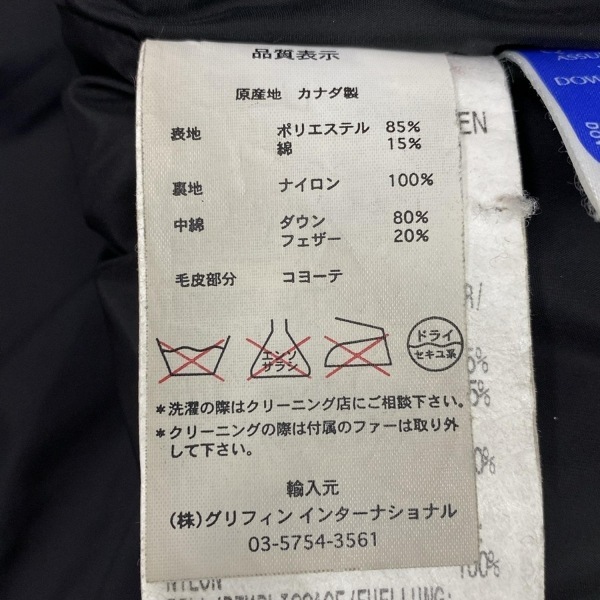 品質表示
原産地 カナダ製
表地 ポリエステル 85%
綿 15%
裏地 ナイロン 100%
中綿 ダウン 80%
フェザー 20%
毛皮部分 コヨーテ
エンソ
サラシ
ドライ
セキユ系
*洗濯の際はクリーニング店にご相談下さい。
*クリーニングの際は付属のファーは取り外
して下さい。
輸入元
(株)グリフィン インターナショナル
03-5754-3561
EN
100%
NYLON
DOW